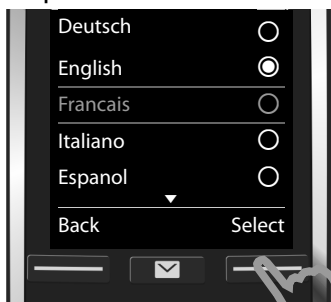 Deutsch
English
Francais
Italiano
Espanol
Back Select